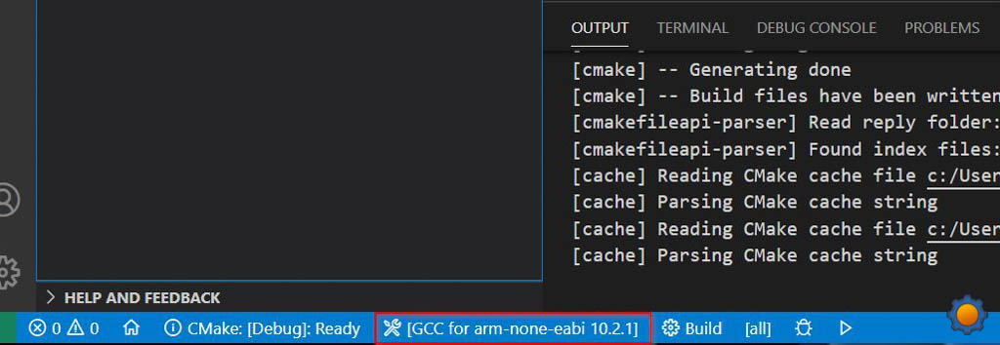 OUTPUT TERMINAL DEBUG CONSOLE PROBLEMS
[cmake] -- Generating done
[cmake] -- Build files have been written
[cmakefileapi-parser] Read reply folder:
[cmakefileapi-parser] Found index files:
[cache] Reading CMake cache file c:/User
[cache] Parsing CMake cache string
[cache] Reading CMake cache file c:/User
[cache] Parsing CMake cache string
HELP AND FEEDBACK
0 0 CMake: [Debug]: Ready [GCC for arm-none-eabi 10.2.1] Build [all]